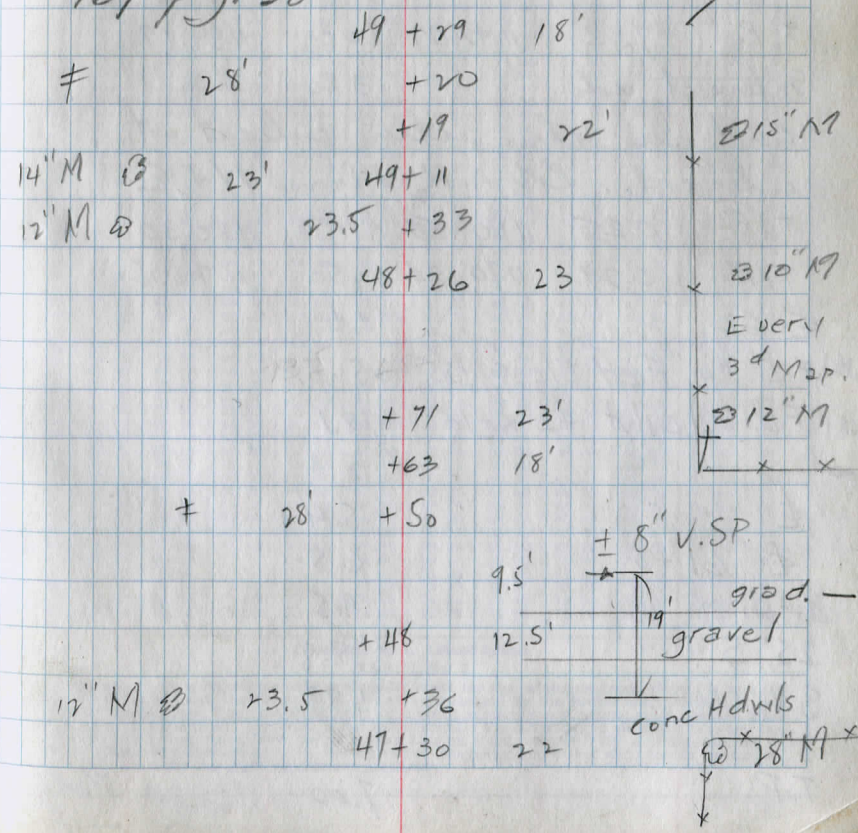 49 + 29 18'
≠ 28' +20
+19 22' 15" M
14" M 23' 49+ 11
12" M 23.5 + 33
48+26 23 10" M
Every
3d Map.
+ 71 23' 12" M
+63 18'
≠ 28' + 50
± 8" V.SP
9.5' grad.
19'
+48 12.5' gravel
12" M 23.5 +36
conc Hdwls
47+30 22 28" M